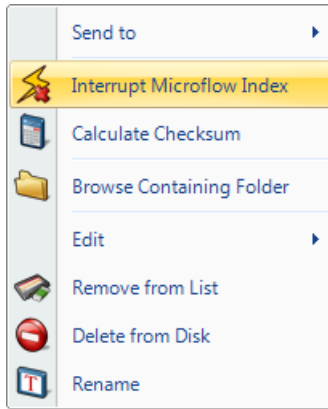 Send to
Interrupt Microflow Index
Calculate Checksum
Browse Containing Folder
Edit
Remove from List
Delete from Disk
T
Rename